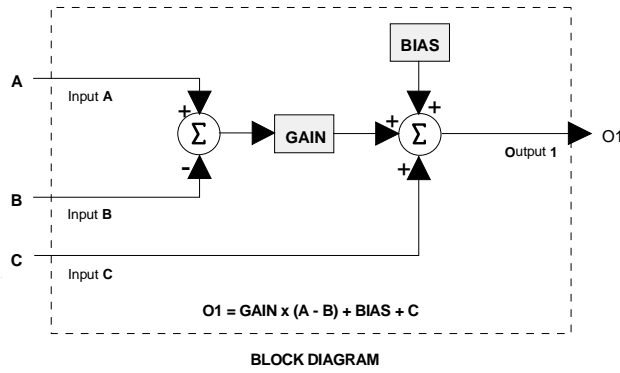 BIAS
A
Input A
+
+
Σ
GAIN
+
Σ
Output 1
O1
-
+
B
Input B
C
Input C
O1 = GAIN x (A - B) + BIAS + C
BLOCK DIAGRAM